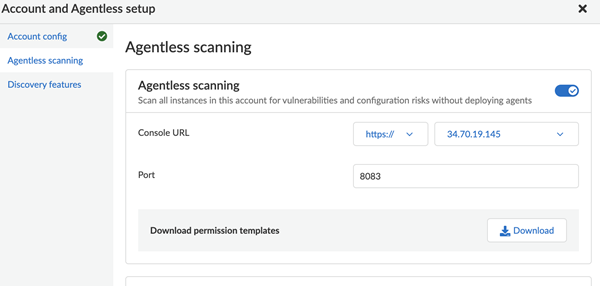 Account and Agentless setup
Account config
Agentless scanning
Discovery features
Agentless scanning
Agentless scanning
Scan all instances in this account for vulnerabilities and configuration risks without deploying agents
Console URL
https://
34.70.19.145
Port
8083
Download permission templates
Download